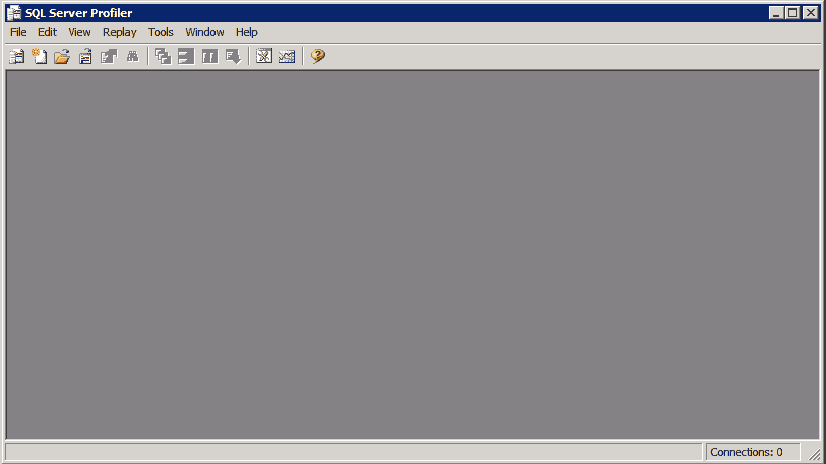 SQL Server Profiler
File Edit View Replay Tools Window Help
Connections: 0